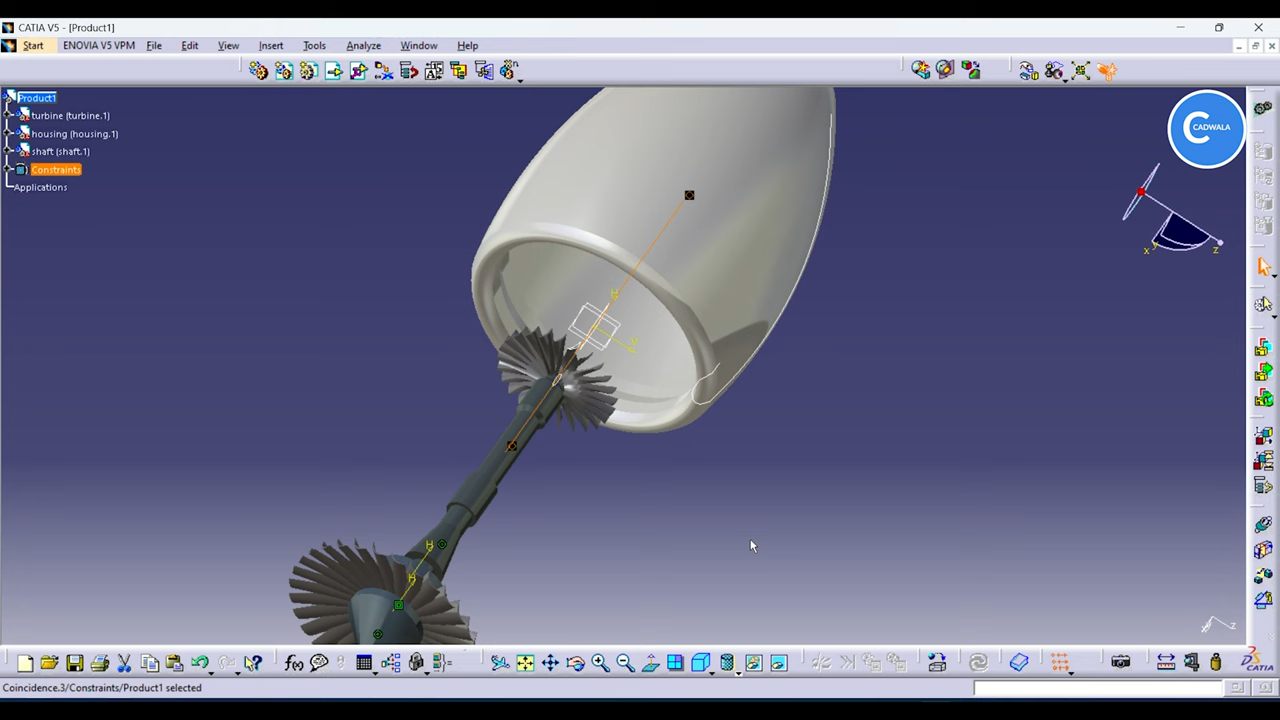 CATIA V5 - [Product1]
Start ENOVIA V5 VPM File Edit View Insert Tools Analyze Window Help
Product1
turbine (turbine.1)
housing (housing.1)
shaft (shaft.1)
Constraints
Applications
C CADWALA
x y z
H
V
H
H
z
f(x)
Coincidence.3/Constraints/Product1 selected